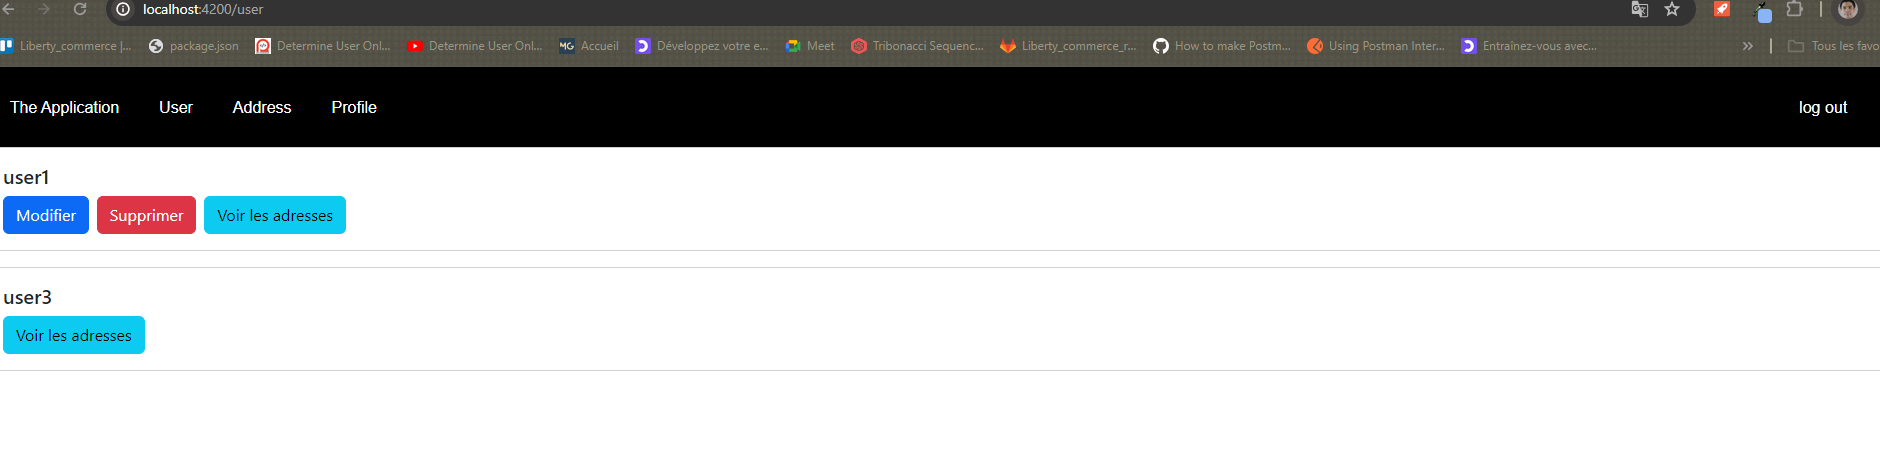 localhost:4200/user
Liberty_commerce |... package.json Determine User Onl... Determine User Onl... MG Accueil Développez votre e... Meet Tribonacci Sequenc... Liberty_commerce_r... How to make Postm... Using Postman Inter... Entraînez-vous avec... » Tous les favo
The Application User Address Profile log out
user1
Modifier Supprimer Voir les adresses
user3
Voir les adresses